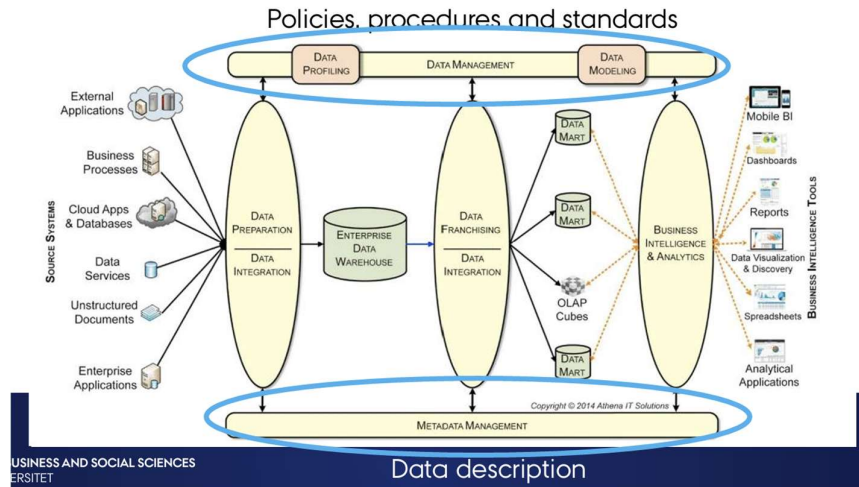 Policies, procedures and standards
DATA
PROFILING
DATA MANAGEMENT
DATA
MODELING
SOURCE SYSTEMS
External
Applications
Business
Processes
Cloud Apps
& Databases
Data
Services
Unstructured
Documents
Enterprise
Applications
DATA
PREPARATION
DATA
INTEGRATION
ENTERPRISE
DATA
WAREHOUSE
DATA
FRANCHISING
DATA
INTEGRATION
DATA
MART
DATA
MART
OLAP
CUBES
DATA
MART
BUSINESS
INTELLIGENCE
& ANALYTICS
Mobile BI
Dashboards
Reports
Data Visualization
& Discovery
Spreadsheets
Analytical
Applications
BUSINESS INTELLIGENCE TOOLS
Copyright © 2014 Athena IT Solutions
METADATA MANAGEMENT
USINESS AND SOCIAL SCIENCES
ERSITET
Data description